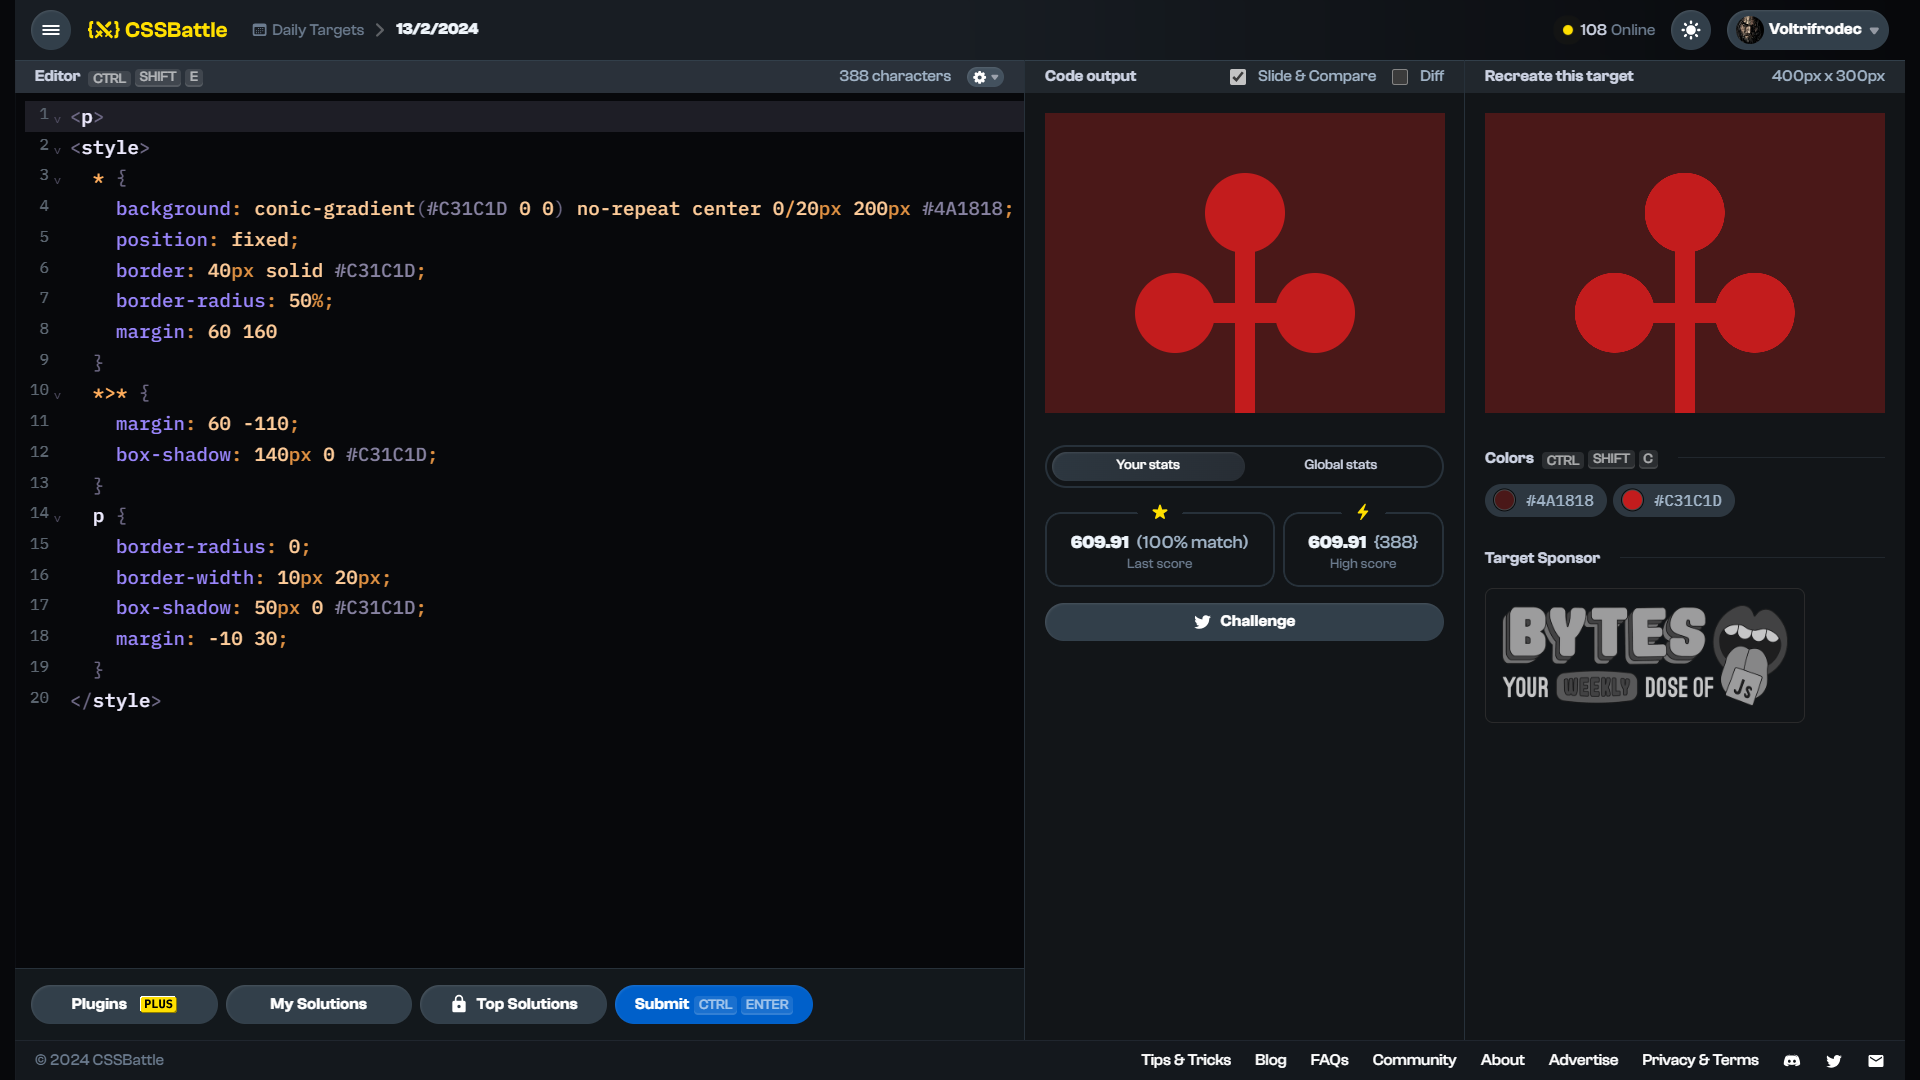 CSSBattle
Daily Targets
13/2/2024
108 Online
Voltrifrodec
Editor CTRL SHIFT E
388 characters
Code output
Slide & Compare
Diff
Recreate this target
400px x 300px
1 <p>
2 <style>
3 * {
4 background: conic-gradient(#C31C1D 0 0) no-repeat center 0/20px 200px #4A1818;
5 position: fixed;
6 border: 40px solid #C31C1D;
7 border-radius: 50%;
8 margin: 60 160
9 }
10 *>* {
11 margin: 60 -110;
12 box-shadow: 140px 0 #C31C1D;
13 }
14 p {
15 border-radius: 0;
16 border-width: 10px 20px;
17 box-shadow: 50px 0 #C31C1D;
18 margin: -10 30;
19 }
20 </style>
Your stats
Global stats
609.91 (100% match)
Last score
609.91 {388}
High score
Challenge
Colors CTRL SHIFT C
#4A1818
#C31C1D
Target Sponsor
BYTES
YOUR WEEKLY DOSE OF JS
Plugins PLUS
My Solutions
Top Solutions
Submit CTRL ENTER
© 2024 CSSBattle
Tips & Tricks
Blog
FAQs
Community
About
Advertise
Privacy & Terms